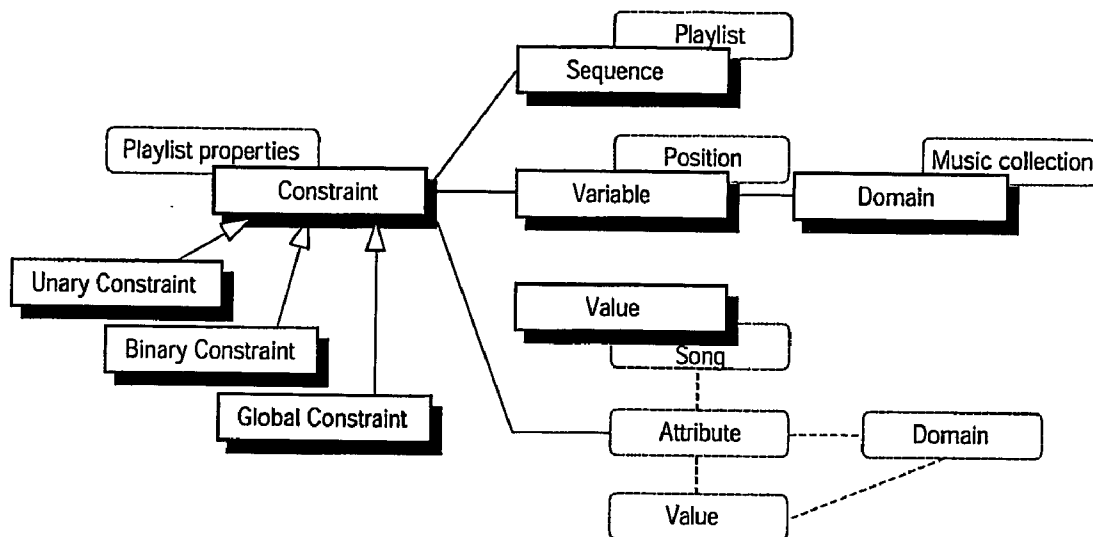 Playlist
Sequence
Playlist properties
Constraint
Position
Variable
Music collection
Domain
Unary Constraint
Binary Constraint
Global Constraint
Value
Song
Attribute
Domain
Value